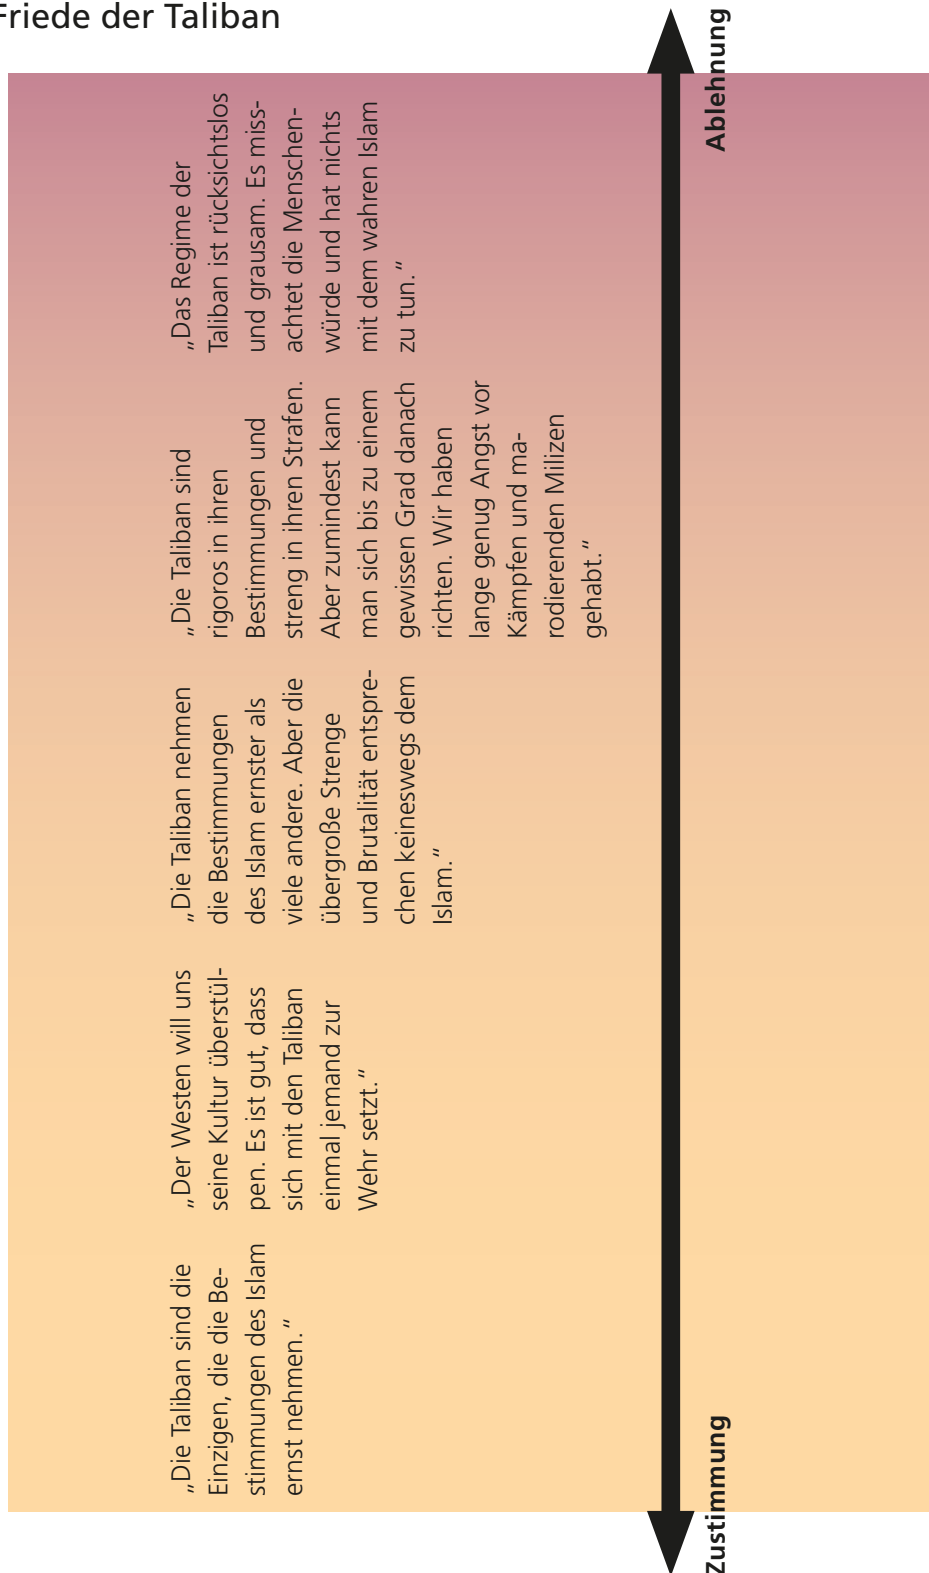 Friede der Taliban
„Die Taliban sind die
Einzigen, die die Be-
stimmungen des Islam
ernst nehmen.“
„Der Westen will uns
seine Kultur überstül-
pen. Es ist gut, dass
sich mit den Taliban
einmal jemand zur
Wehr setzt.“
„Die Taliban nehmen
die Bestimmungen
des Islam ernster als
viele andere. Aber die
übergroße Strenge
und Brutalität entspre-
chen keineswegs dem
Islam.“
„Die Taliban sind
rigoros in ihren
Bestimmungen und
streng in ihren Strafen.
Aber zumindest kann
man sich bis zu einem
gewissen Grad danach
richten. Wir haben
lange genug Angst vor
Kämpfen und ma-
rodierenden Milizen
gehabt.“
„Das Regime der
Taliban ist rücksichtslos
und grausam. Es miss-
achtet die Menschen-
würde und hat nichts
mit dem wahren Islam
zu tun.“
Zustimmung
Ablehnung